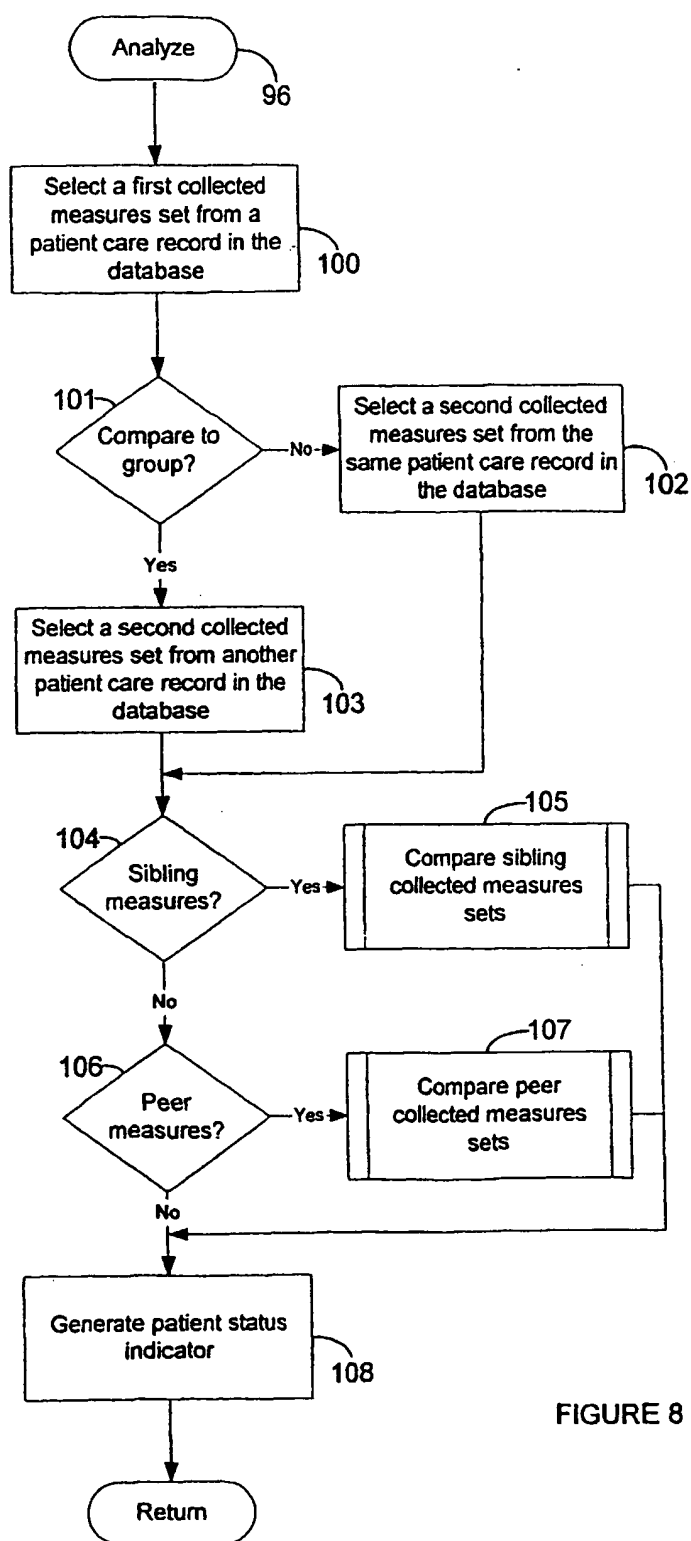 Analyze
96
Select a first collected
measures set from a
patient care record in the
database
100
101
Compare to
group?
No
Select a second collected
measures set from the
same patient care record in
the database
102
Yes
Select a second collected
measures set from another
patient care record in the
database
103
104
Sibling
measures?
Yes
105
Compare sibling
collected measures
sets
No
106
Peer
measures?
Yes
107
Compare peer
collected measures
sets
No
Generate patient status
indicator
108
FIGURE 8
Return